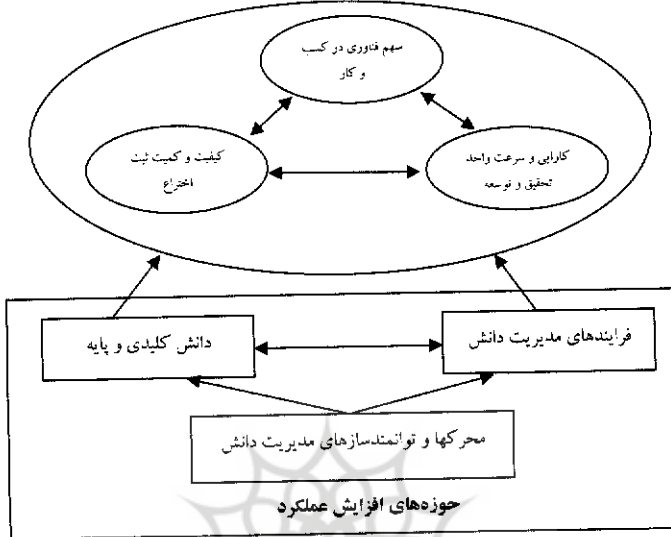 سهم فناوری در کسب
و کار
کارایی و سرعت واحد
تحقیق و توسعه
کیفیت و کمیت ثبت
اختراع
فرایندهای مدیریت دانش
دانش کلیدی و پایه
محرکها و توانمندسازهای مدیریت دانش
حوزه‌های افزایش عملکرد